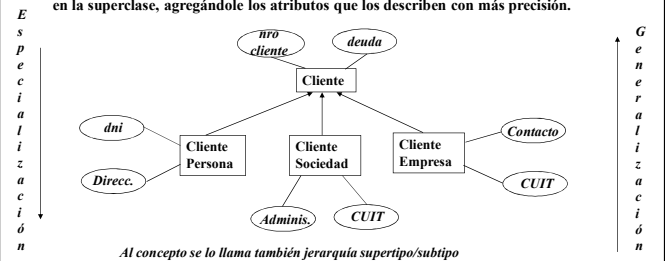 en la superclase, agregándole los atributos que los describen con más precisión.
Especialización
Generalización
nro
cliente
deuda
Cliente
dni
Direcc.
Cliente
Persona
Cliente
Sociedad
Cliente
Empresa
Contacto
CUIT
Adminis.
CUIT
Al concepto se lo llama también jerarquía supertipo/subtipo